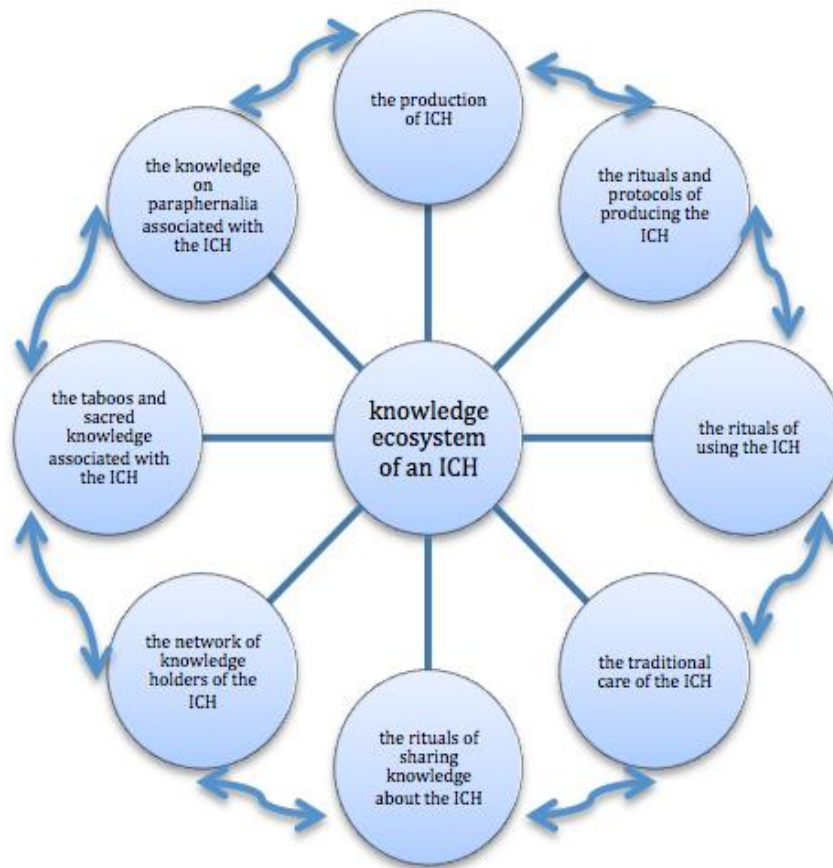 the production
of ICH
the rituals and
protocols of
producing the
ICH
the rituals of
using the ICH
the traditional
care of the ICH
the rituals of
sharing
knowledge
about the ICH
the network of
knowledge
holders of the
ICH
the taboos and
sacred
knowledge
associated with
the ICH
the knowledge
on
paraphernalia
associated with
the ICH
knowledge
ecosystem
of an ICH